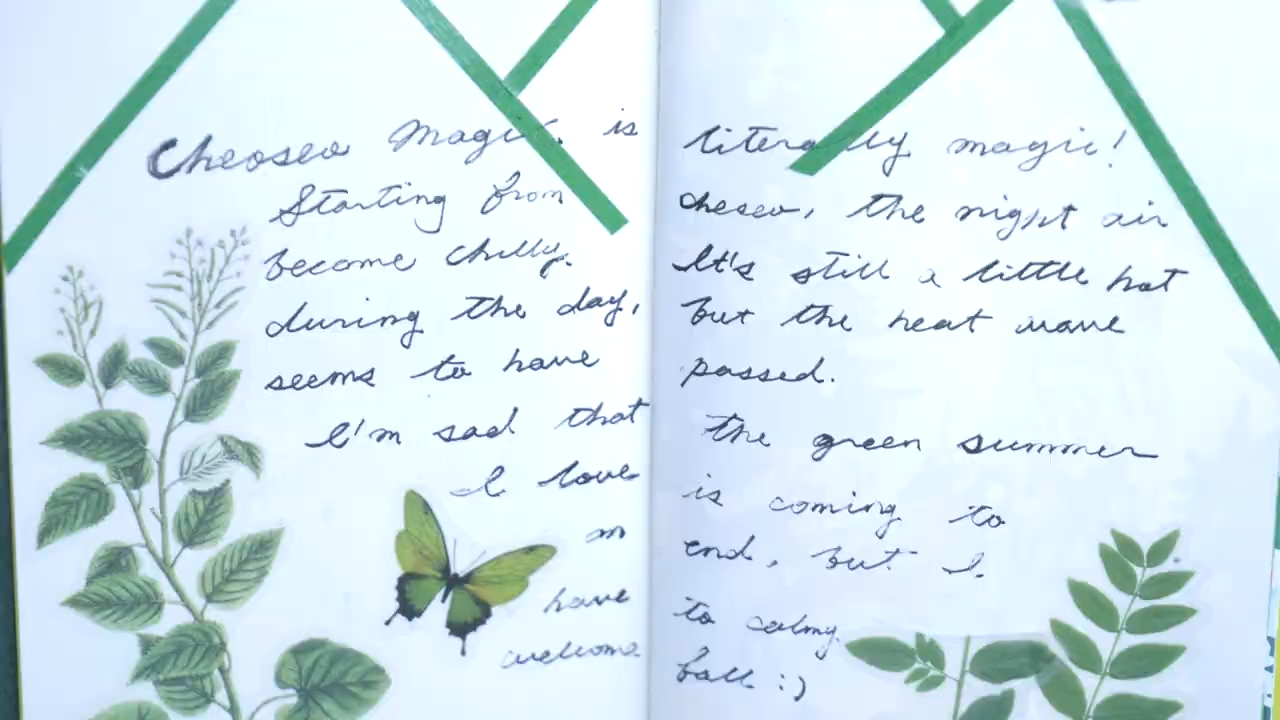 Cheoseo magic is literally magic!
Starting from cheseo, the night air
become chilly. It's still a little hot
during the day, but the heat wave
seems to have passed.
I'm sad that the green summer
I love is coming to
an end, but I
have to calmy
welcome fall :)